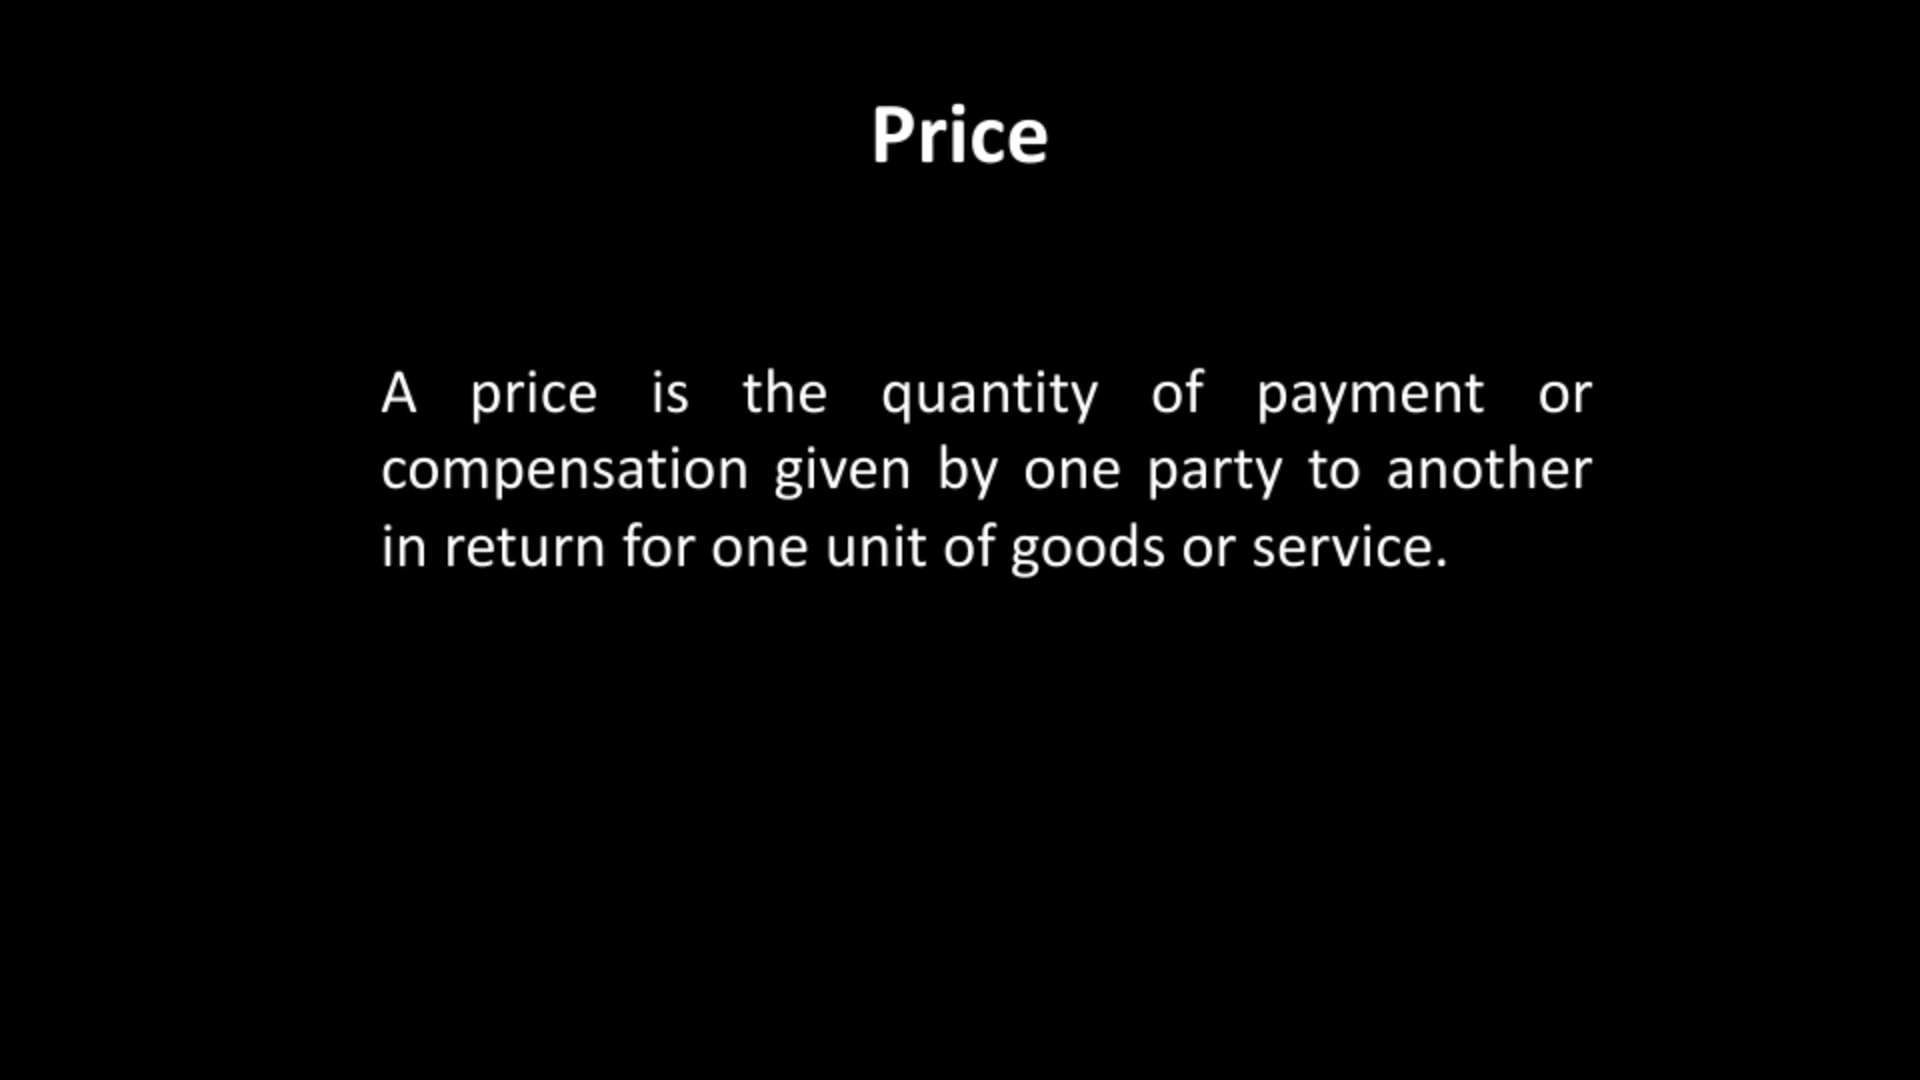 Price
A price is the quantity of payment or
compensation given by one party to another
in return for one unit of goods or service.